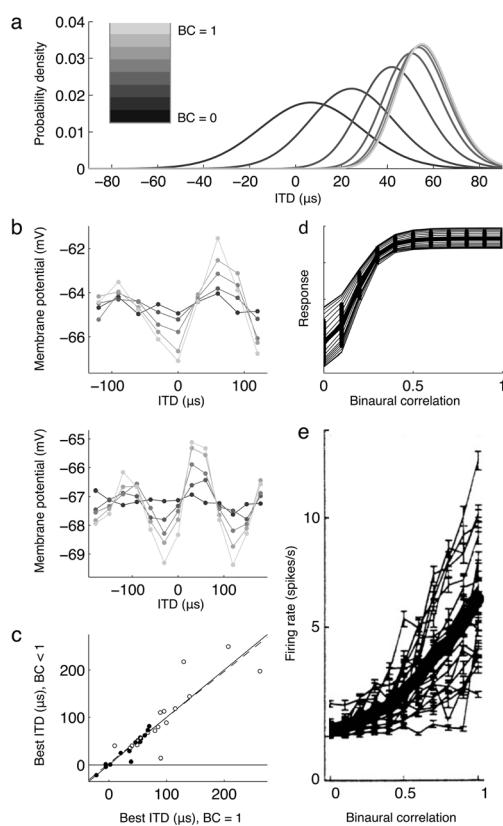 a
0.04
0.03
0.02
0.01
0
Probability density
BC = 1
BC = 0
−80
−60
−40
−20
0
20
40
60
80
ITD (µs)
b
Membrane potential (mV)
−62
−64
−66
−100
0
100
ITD (µs)
d
Response
0
0.5
1
Binaural correlation
Membrane potential (mV)
−65
−66
−67
−68
−69
−100
0
100
ITD (µs)
c
Best ITD (µs), BC < 1
200
100
0
0
100
200
Best ITD (µs), BC = 1
e
Firing rate (spikes/s)
10
5
0
0
0.5
1
Binaural correlation